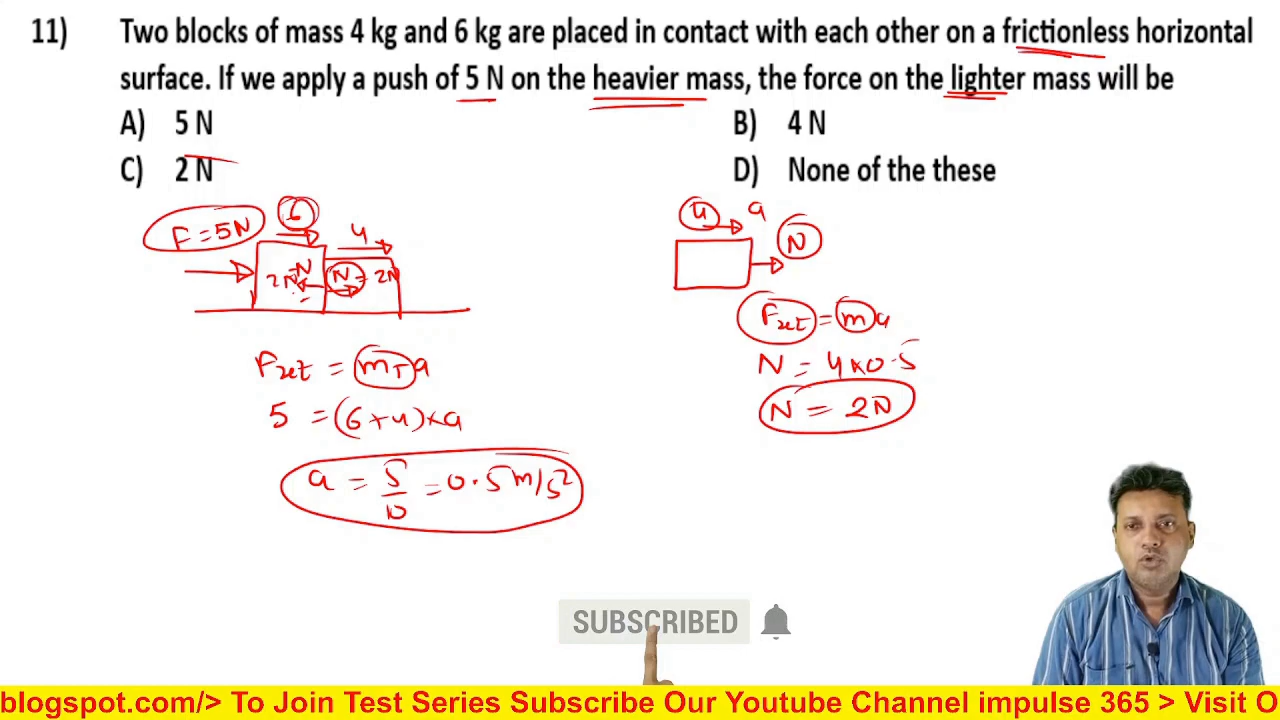 11) Two blocks of mass 4 kg and 6 kg are placed in contact with each other on a frictionless horizontal
surface. If we apply a push of 5 N on the heavier mass, the force on the lighter mass will be
A) 5 N B) 4 N
C) 2 N D) None of the these
F = 5N
6
4
2N
N
N = 2N
4 a
N
Fnet = mT a
5 = (6+4)×a
a = 5/10 = 0.5 m/s²
Fnet = ma
N = 4×0.5
N = 2N
SUBSCRIBED
blogspot.com/> To Join Test Series Subscribe Our Youtube Channel impulse 365 > Visit O